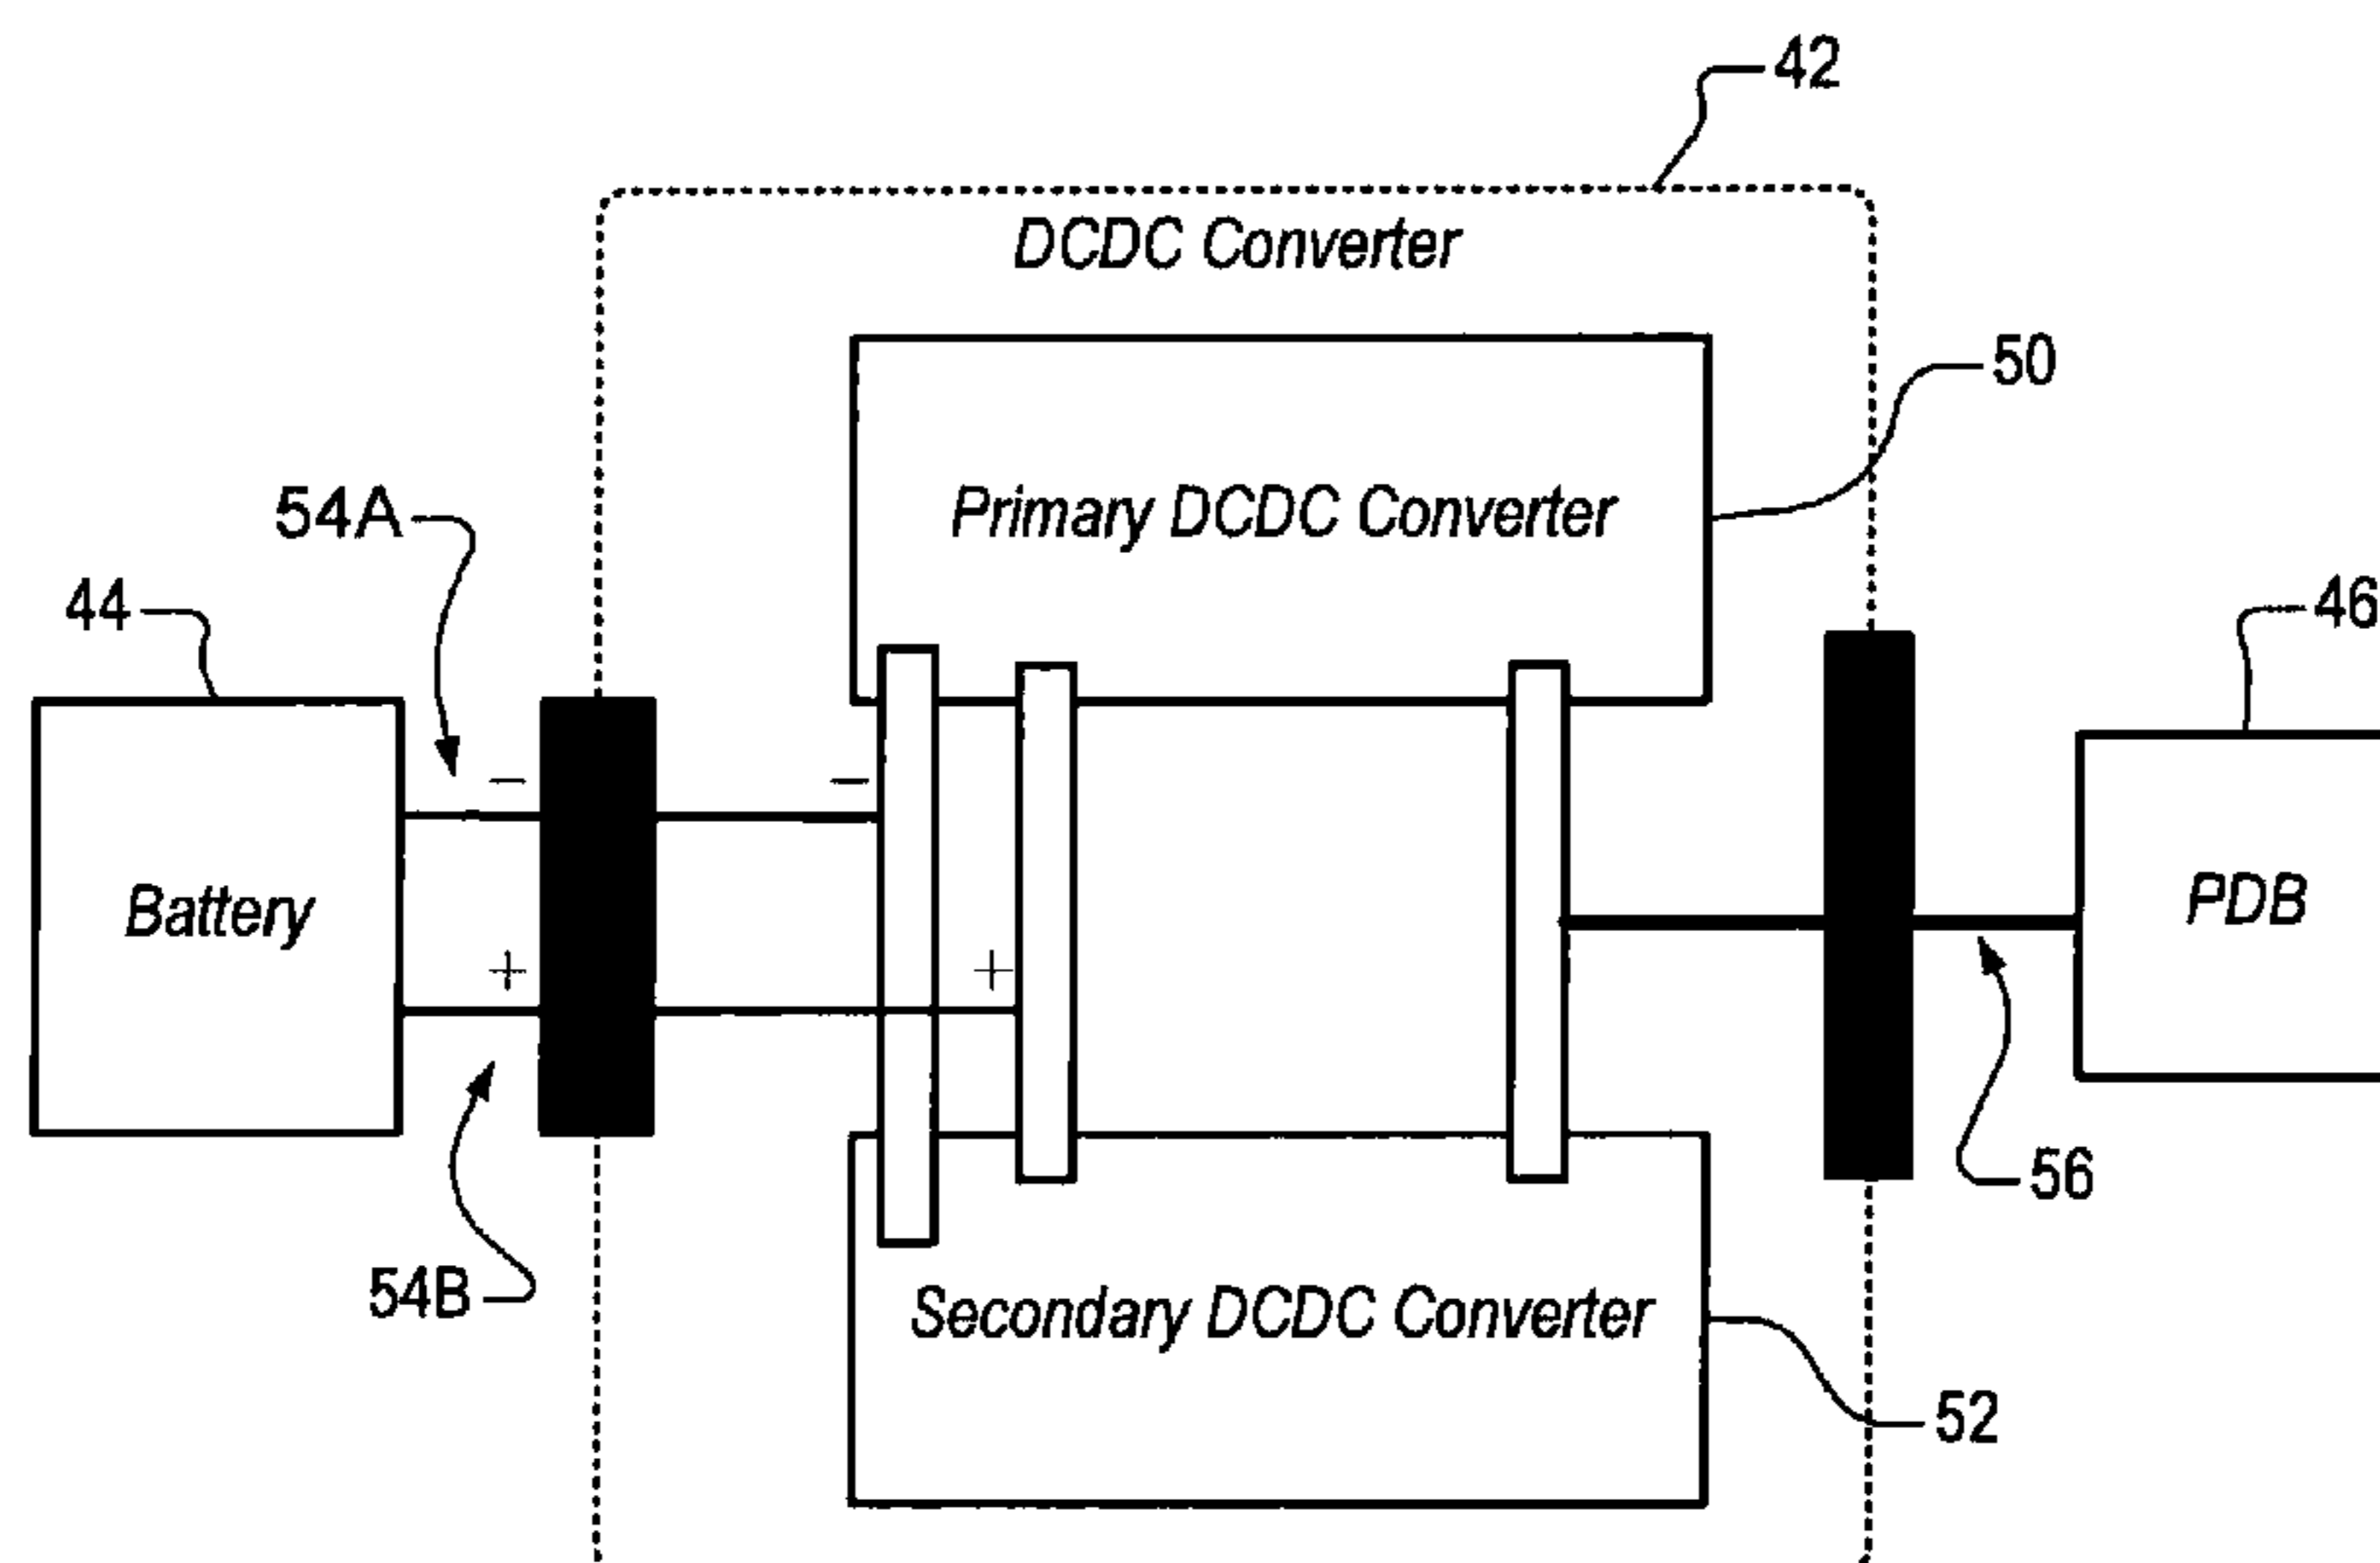 42
DCDC Converter
50
Primary DCDC Converter
54A
44
46
−
−
Battery
PDB
+
+
56
54B
Secondary DCDC Converter
52